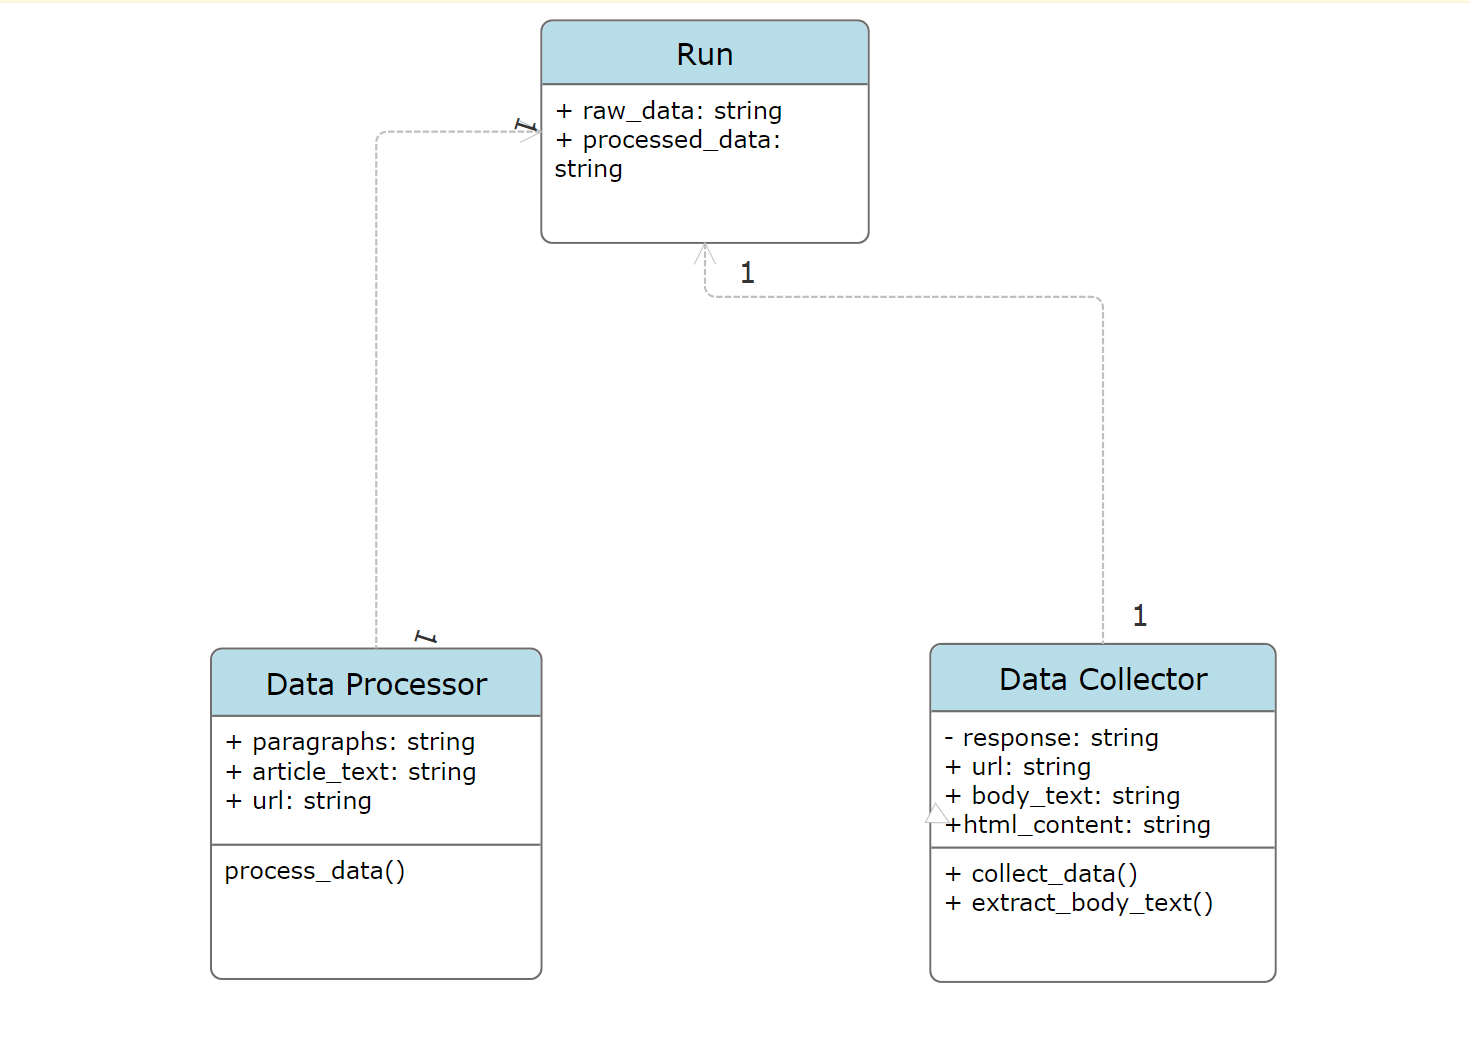 Run
+ raw_data: string
+ processed_data:
string
1
1
1
1
Data Processor
+ paragraphs: string
+ article_text: string
+ url: string
process_data()
Data Collector
- response: string
+ url: string
+ body_text: string
+html_content: string
+ collect_data()
+ extract_body_text()